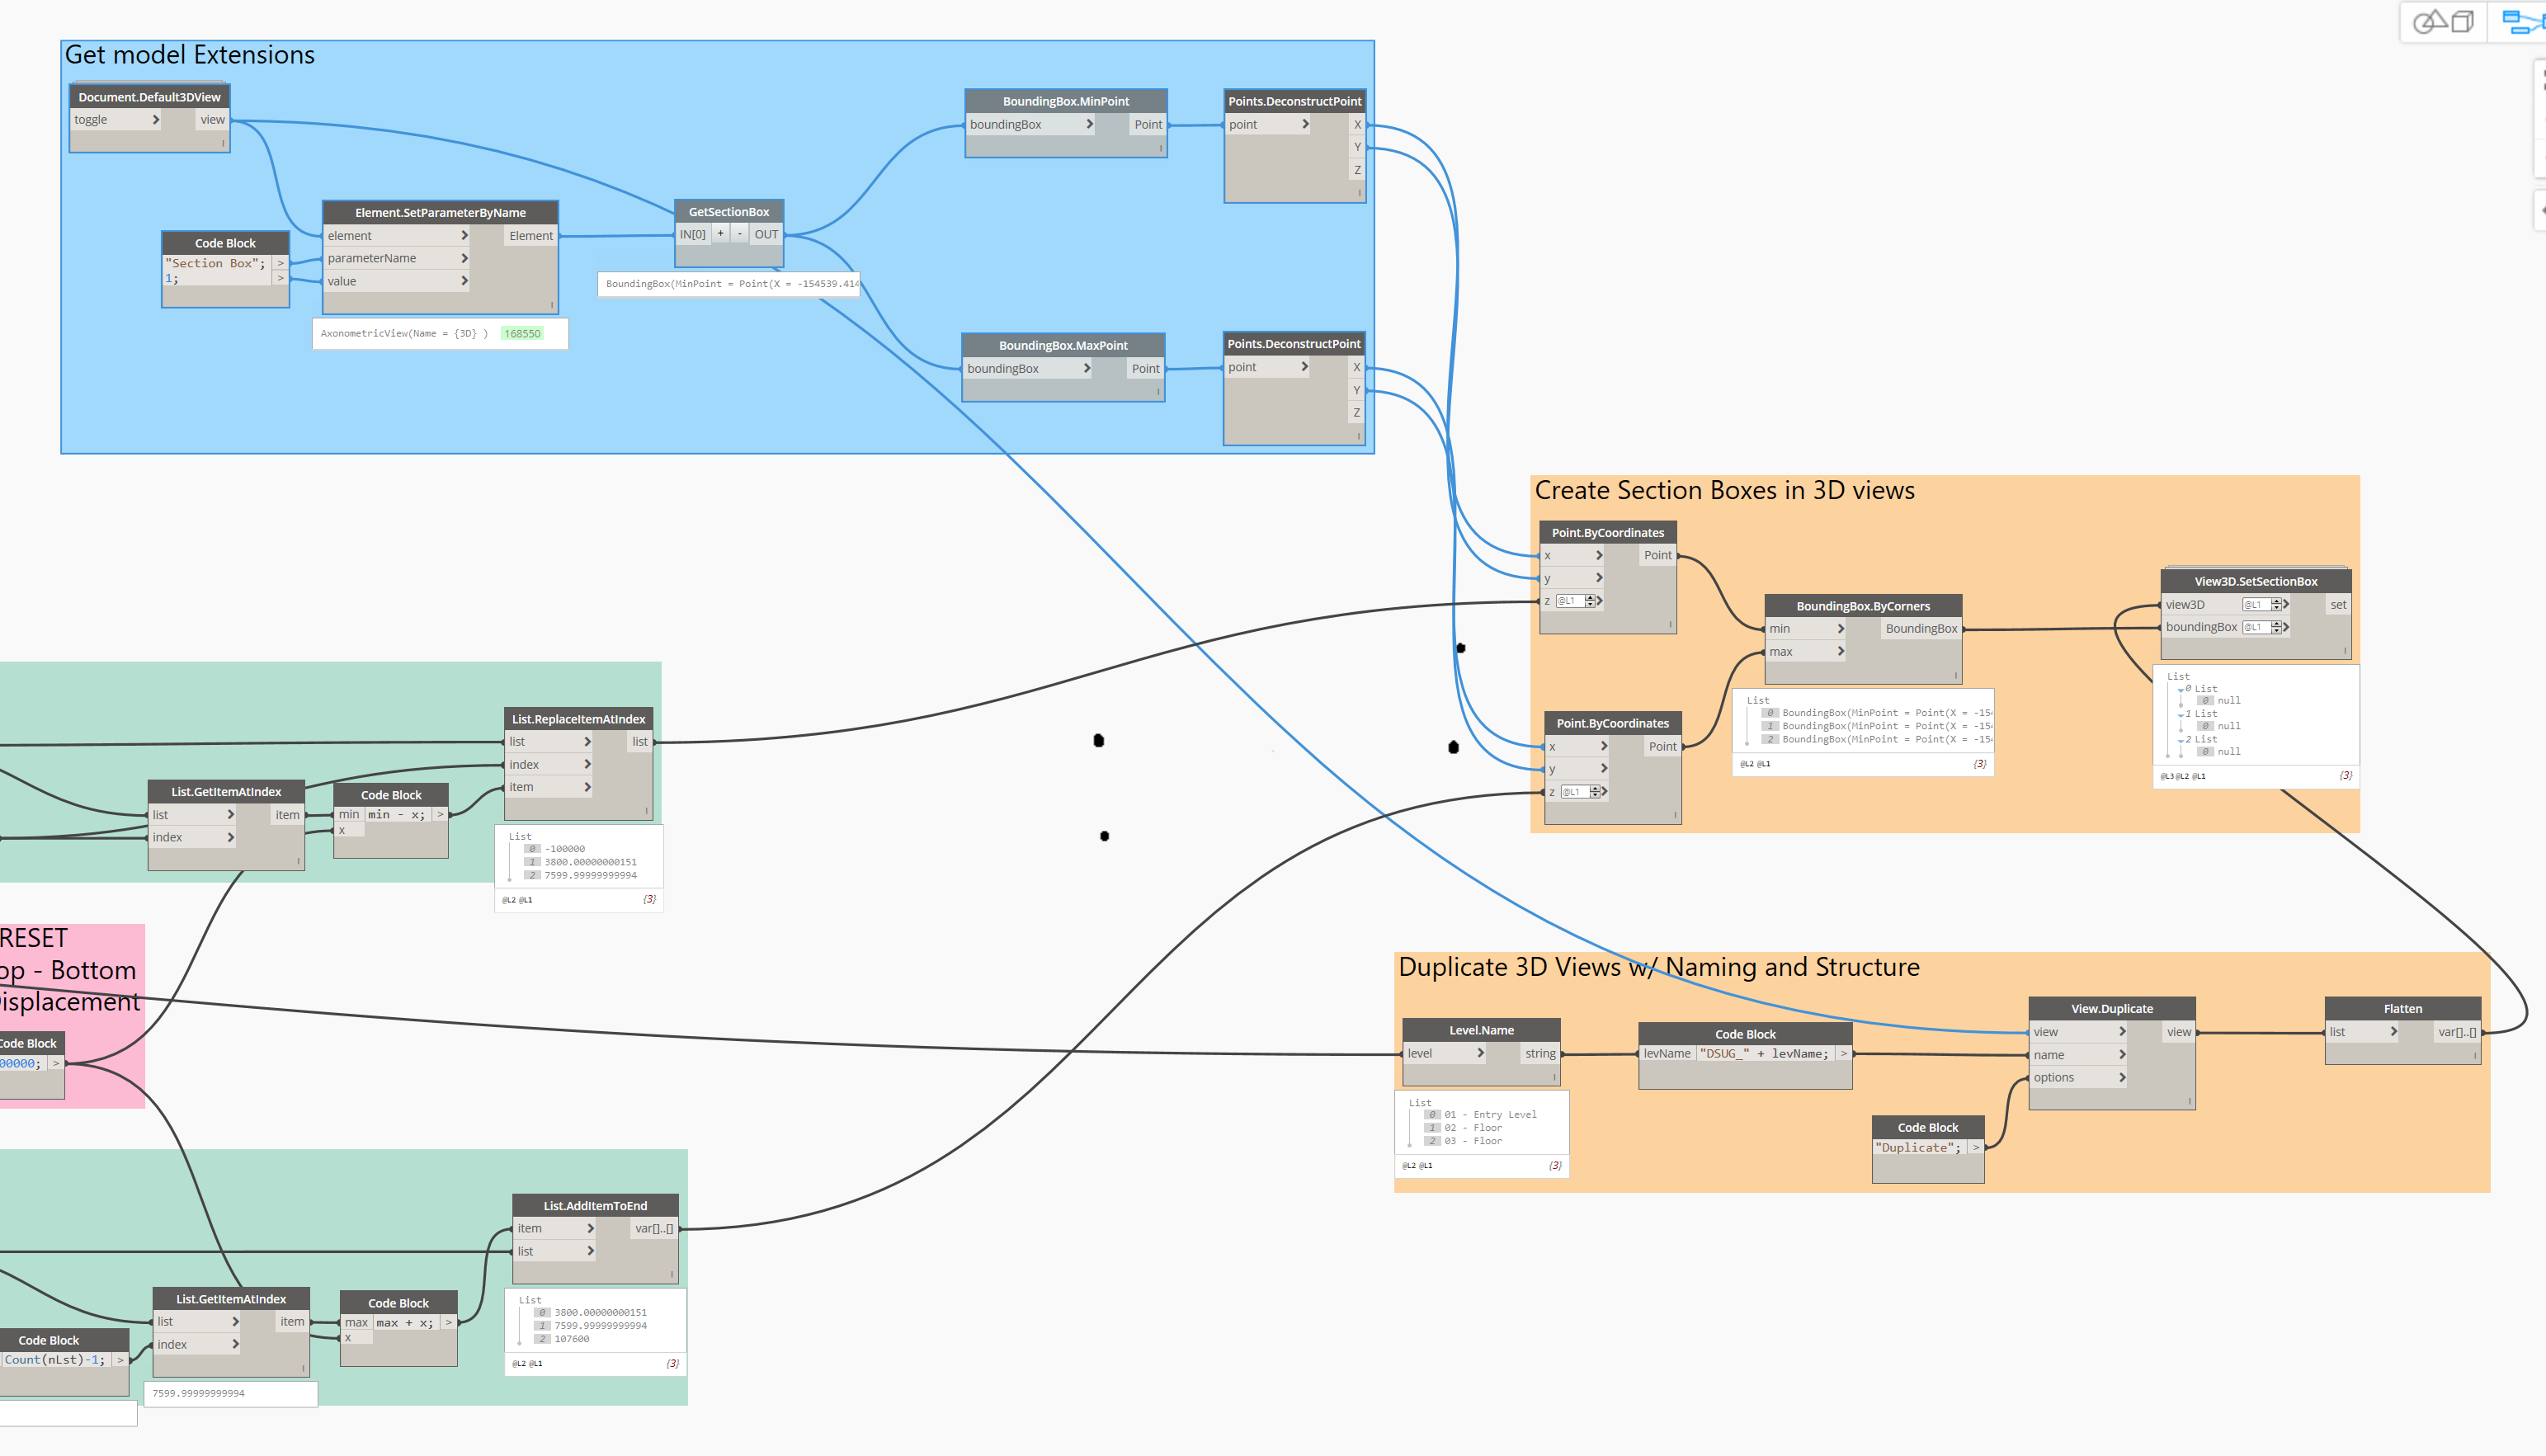 Get model Extensions
Document.Default3DView
toggle > view
Code Block
"Section Box"; >
1; >
Element.SetParameterByName
element > Element
parameterName >
value >
AxonometricView(Name = {3D} ) 168550
GetSectionBox
IN[0] + - OUT
BoundingBox(MinPoint = Point(X = -154539.414
BoundingBox.MinPoint
boundingBox > Point
Points.DeconstructPoint
point > X
Y
Z
BoundingBox.MaxPoint
boundingBox > Point
Points.DeconstructPoint
point > X
Y
Z
Create Section Boxes in 3D views
Point.ByCoordinates
x > Point
y >
z @L1 >
Point.ByCoordinates
x > Point
y >
z @L1 >
BoundingBox.ByCorners
min > BoundingBox
max >
List
0 BoundingBox(MinPoint = Point(X = -154
1 BoundingBox(MinPoint = Point(X = -154
2 BoundingBox(MinPoint = Point(X = -154
@L2 @L1 {3}
View3D.SetSectionBox
view3D @L1 > set
boundingBox @L1 >
List
0 List
0 null
1 List
0 null
2 List
0 null
@L3 @L2 @L1 {3}
List.GetItemAtIndex
list > item
index >
Code Block
min min - x; >
x
List.ReplaceItemAtIndex
list > list
index >
item >
List
0 -100000
1 3800.00000000151
2 7599.99999999994
@L2 @L1 {3}
RESET
op - Bottom
isplacement
Code Block
00000; >
Duplicate 3D Views w/ Naming and Structure
Level.Name
level > string
List
0 01 - Entry Level
1 02 - Floor
2 03 - Floor
@L2 @L1 {3}
Code Block
levName "DSUG_" + levName; >
Code Block
"Duplicate"; >
View.Duplicate
view > view
name >
options >
Flatten
list > var[]..[]
List.AddItemToEnd
item > var[]..[]
list >
List
0 3800.00000000151
1 7599.99999999994
2 107600
@L2 @L1 {3}
Code Block
Count(nLst)-1; >
List.GetItemAtIndex
list > item
index >
7599.99999999994
Code Block
max max + x; >
x